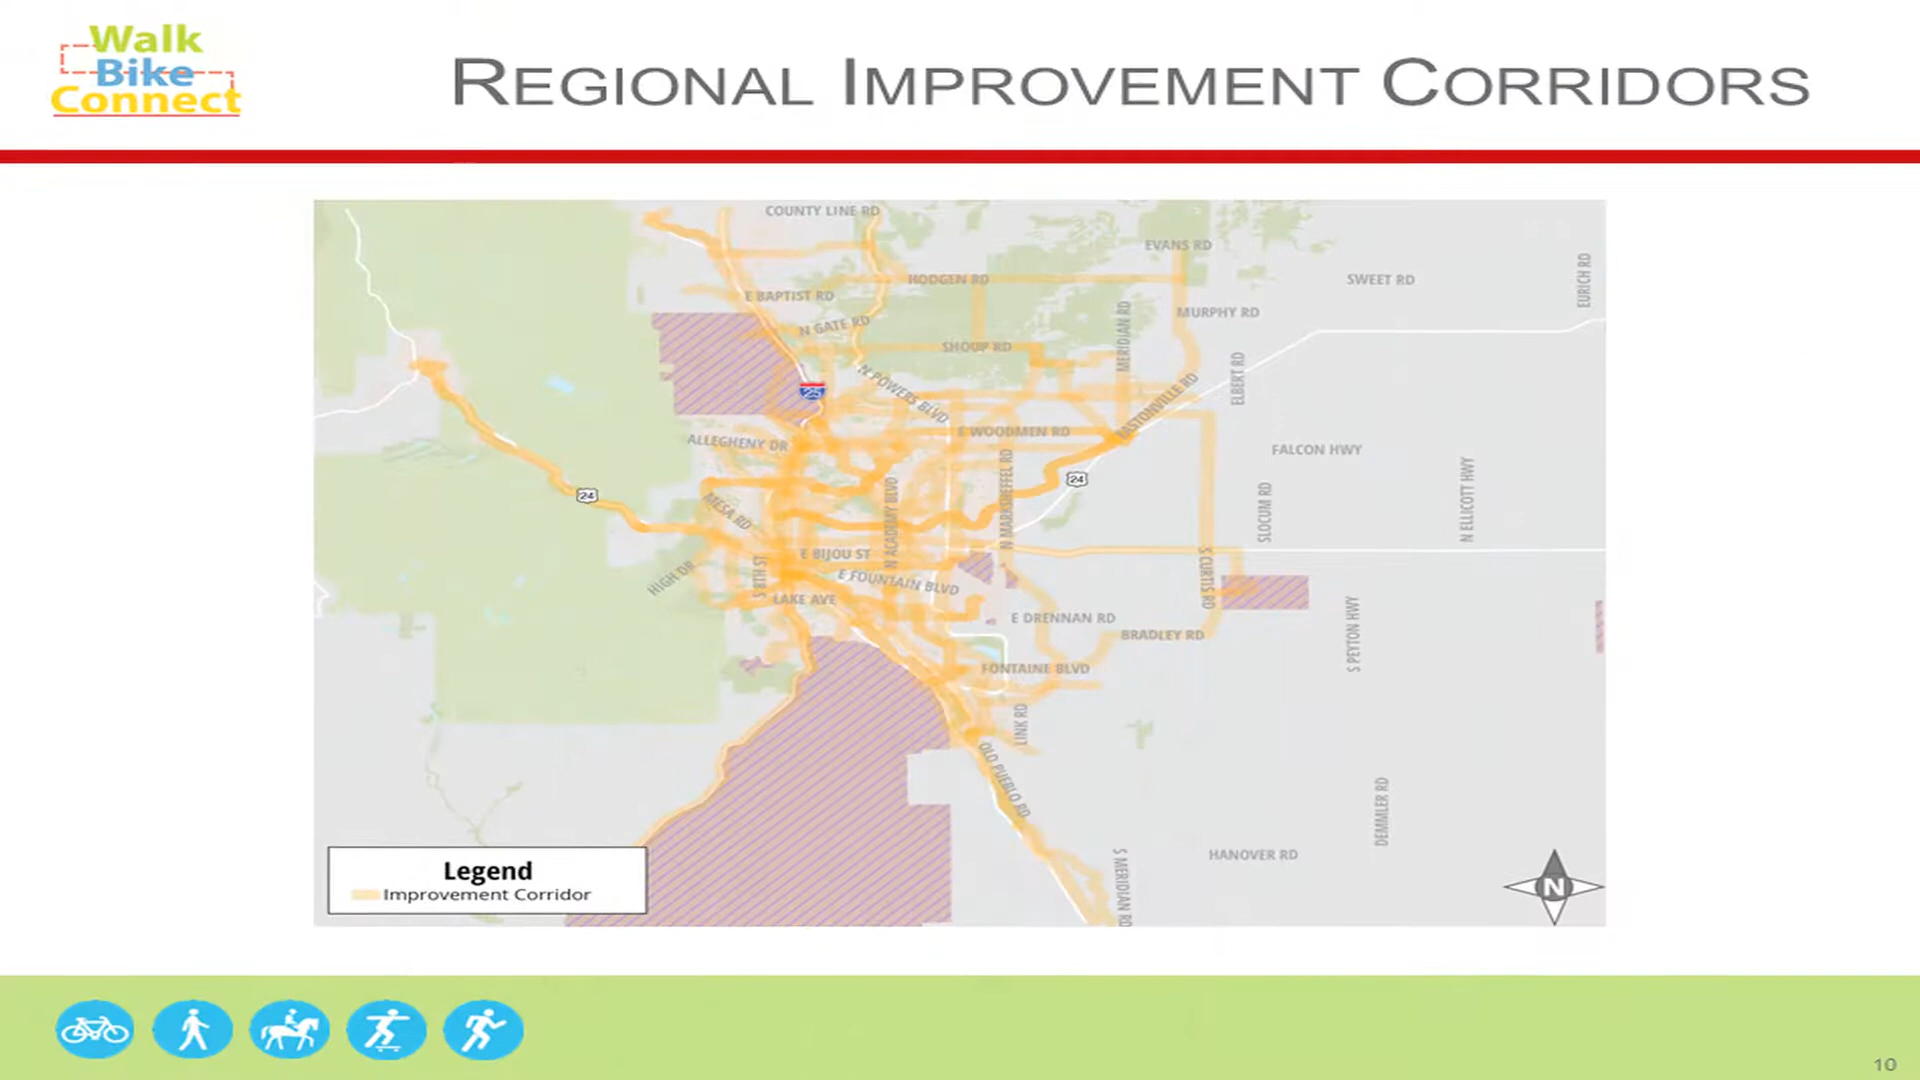 Walk
Bike
Connect
REGIONAL IMPROVEMENT CORRIDORS
COUNTY LINE RD
EVANS RD
HODGEN RD
SWEET RD
EURICH RD
E BAPTIST RD
MURPHY RD
N GATE RD
MERIDIAN RD
SHOUP RD
ELBERT RD
N POWERS BLVD
25
EASTONVILLE RD
E WOODMEN RD
ALLEGHENY DR
FALCON HWY
24
24
N MARKSHEFFEL RD
N ELLICOTT HWY
SLOCUM RD
MESA RD
N ACADEMY BLVD
E BIJOU ST
HIGH DR
S 8TH ST
E FOUNTAIN BLVD
S CURTIS RD
LAKE AVE
E DRENNAN RD
BRADLEY RD
S PEYTON HWY
FONTAINE BLVD
LINK RD
OLD PUEBLO RD
DEMMLER RD
HANOVER RD
S MERIDIAN RD
Legend
Improvement Corridor
N
10